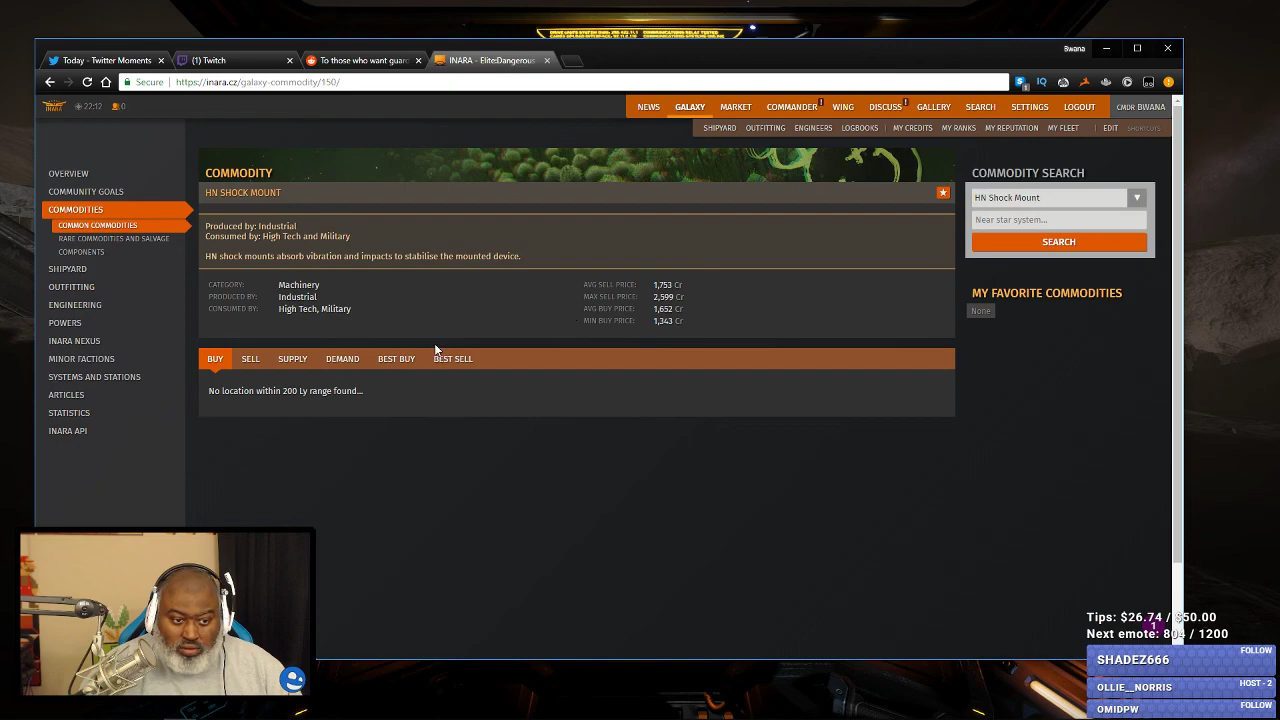 Bwana
Today - Twitter Moments
(1) Twitch
To those who want guar
INARA - EliteDangerous
Secure
https://inara.cz/galaxy-commodity/150/
INARA
22:12
0
NEWS
GALAXY
MARKET
COMMANDER
WING
DISCUSS
GALLERY
SEARCH
SETTINGS
LOGOUT
CMDR BWANA
SHIPYARD
OUTFITTING
ENGINEERS
LOGBOOKS
MY CREDITS
MY RANKS
MY REPUTATION
MY FLEET
EDIT
SHORTCUTS
OVERVIEW
COMMUNITY GOALS
COMMODITIES
COMMON COMMODITIES
RARE COMMODITIES AND SALVAGE
COMPONENTS
SHIPYARD
OUTFITTING
ENGINEERING
POWERS
INARA NEXUS
MINOR FACTIONS
SYSTEMS AND STATIONS
ARTICLES
STATISTICS
INARA API
COMMODITY
HN SHOCK MOUNT
Produced by: Industrial
Consumed by: High Tech and Military
HN shock mounts absorb vibration and impacts to stabilise the mounted device.
CATEGORY: Machinery
PRODUCED BY: Industrial
CONSUMED BY: High Tech, Military
AVG SELL PRICE: 1,753 Cr
MAX SELL PRICE: 2,599 Cr
AVG BUY PRICE: 1,652 Cr
MIN BUY PRICE: 1,343 Cr
BUY
SELL
SUPPLY
DEMAND
BEST BUY
BEST SELL
No location within 200 Ly range found...
COMMODITY SEARCH
HN Shock Mount
Near star system...
SEARCH
MY FAVORITE COMMODITIES
None
Tips: $26.74 / $50.00
Next emote: 804 / 1200
FOLLOW
SHADEZ666
HOST - 2
OLLIE__NORRIS
FOLLOW
OMIDPW